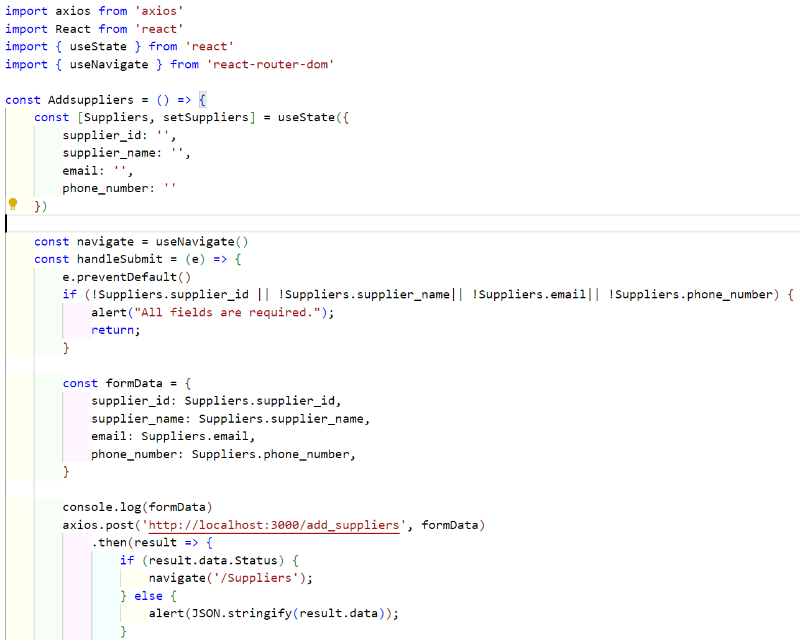 import axios from 'axios'
import React from 'react'
import { useState } from 'react'
import { useNavigate } from 'react-router-dom'
const Addsuppliers = () => {
const [Suppliers, setSuppliers] = useState({
supplier_id: '',
supplier_name: '',
email: '',
phone_number: ''
})
const navigate = useNavigate()
const handleSubmit = (e) => {
e.preventDefault()
if (!Suppliers.supplier_id || !Suppliers.supplier_name|| !Suppliers.email|| !Suppliers.phone_number) {
alert("All fields are required.");
return;
}
const formData = {
supplier_id: Suppliers.supplier_id,
supplier_name: Suppliers.supplier_name,
email: Suppliers.email,
phone_number: Suppliers.phone_number,
}
console.log(formData)
axios.post('http://localhost:3000/add_suppliers', formData)
.then(result => {
if (result.data.Status) {
navigate('/Suppliers');
} else {
alert(JSON.stringify(result.data));
}